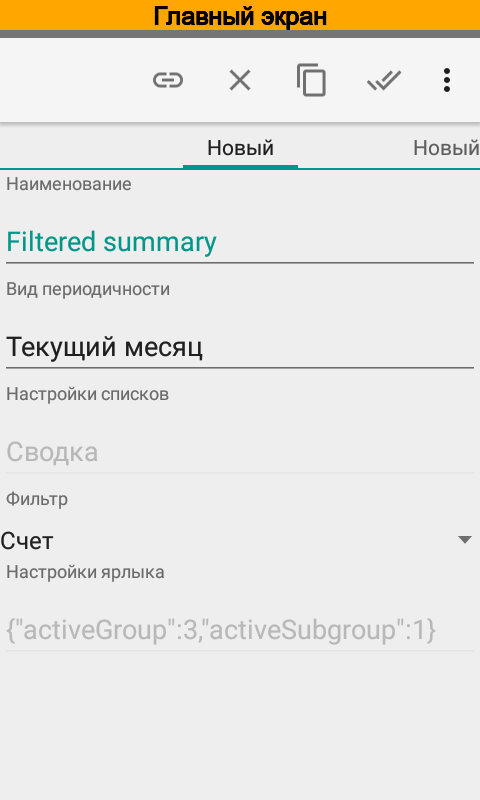 Главный экран
Новый
Новый
Наименование
Filtered summary
Вид периодичности
Текущий месяц
Настройки списков
Сводка
Фильтр
Счет
Настройки ярлыка
{"activeGroup":3,"activeSubgroup":1}